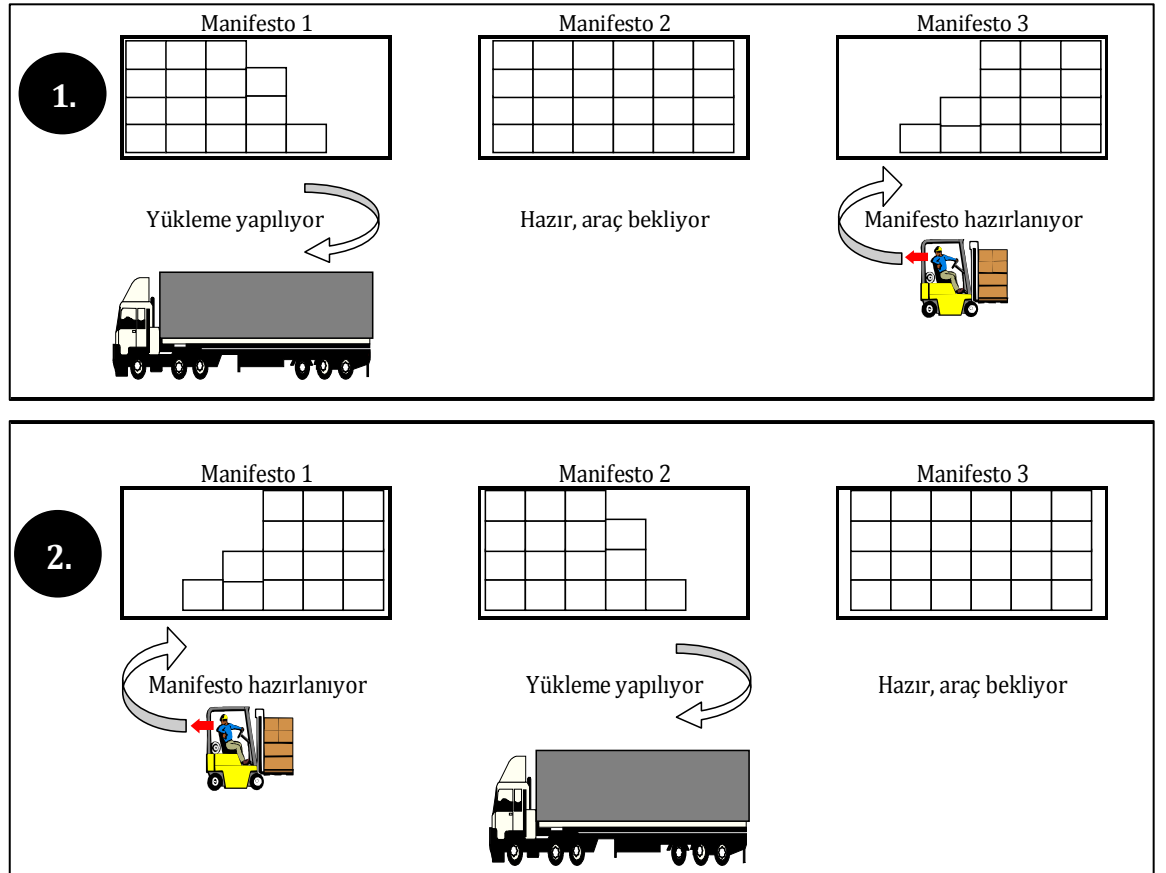 Manifesto 1
Manifesto 2
Manifesto 3
1.
Yükleme yapılıyor
Hazır, araç bekliyor
Manifesto hazırlanıyor
Manifesto 1
Manifesto 2
Manifesto 3
2.
Manifesto hazırlanıyor
Yükleme yapılıyor
Hazır, araç bekliyor